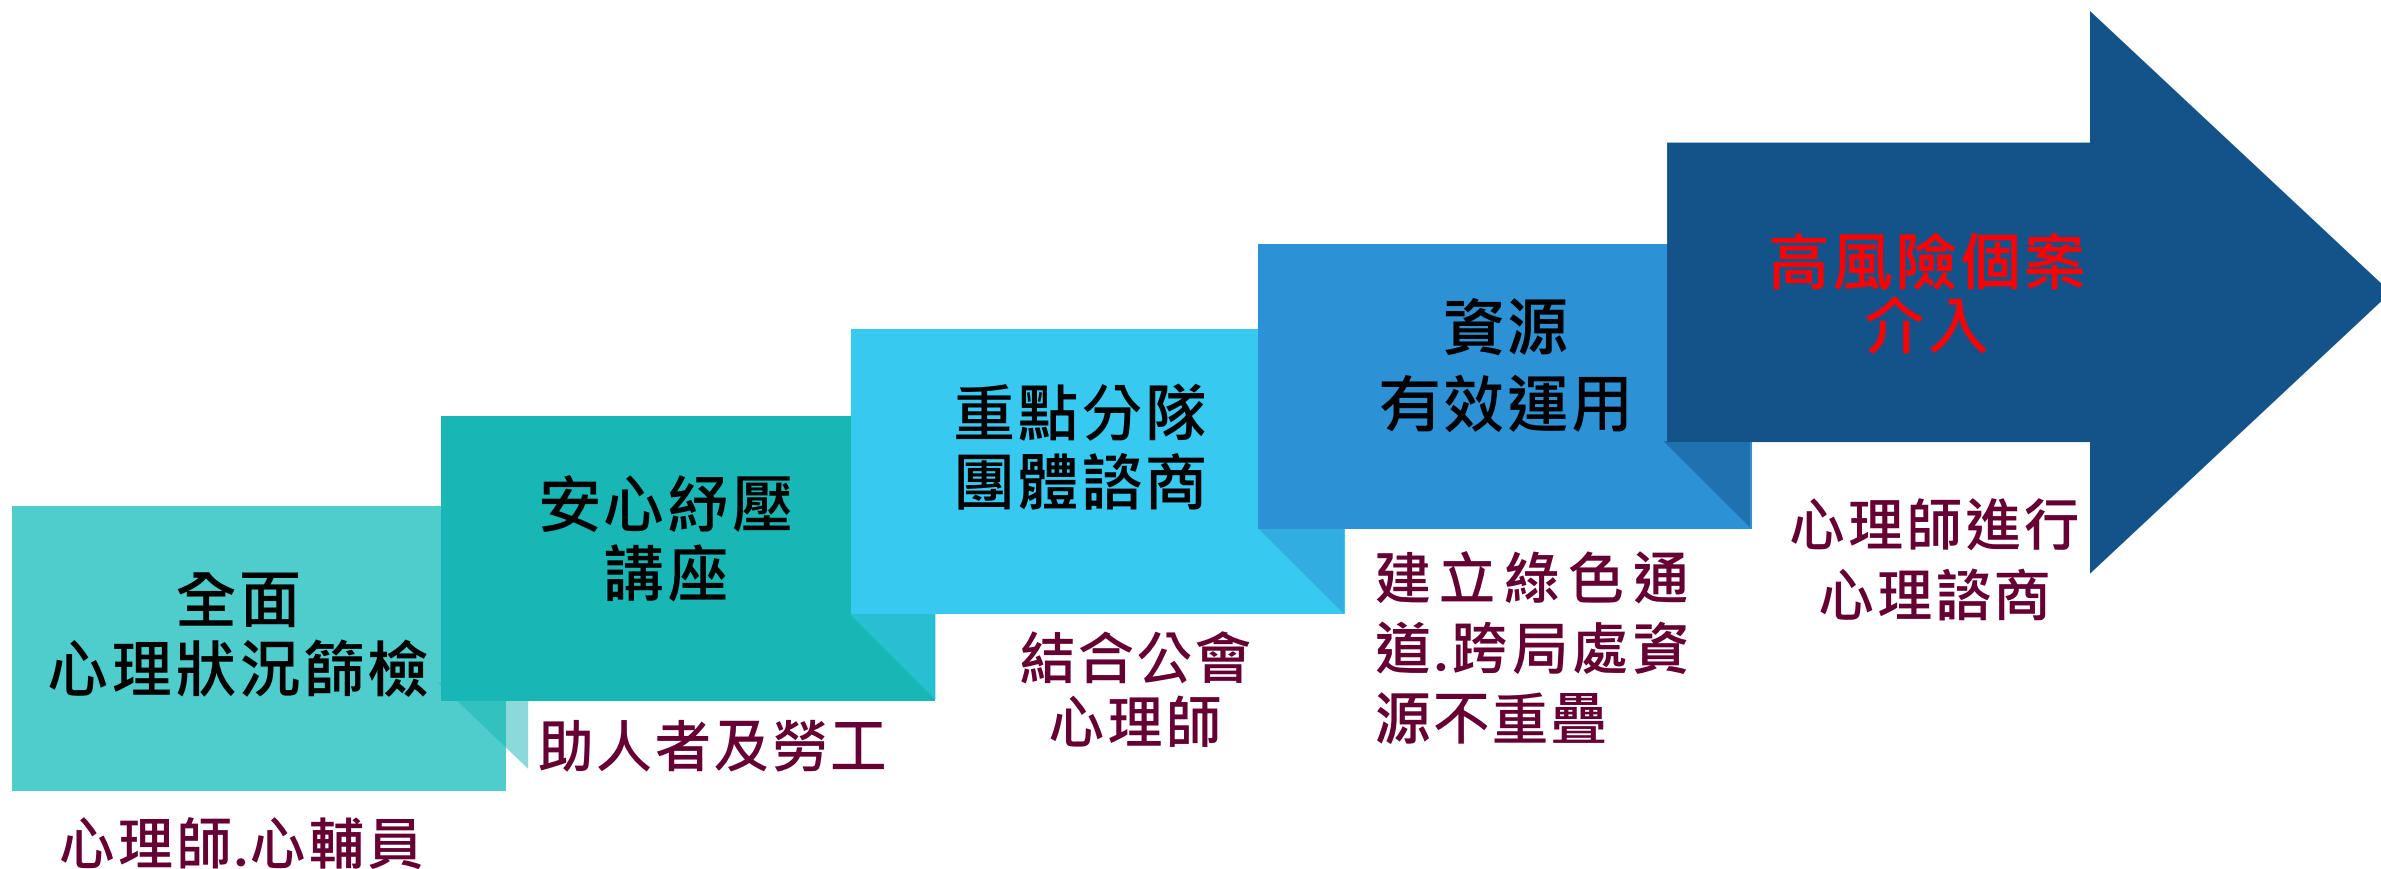 全面
心理狀況篩檢
心理師.心輔員
安心紓壓
講座
助人者及勞工
重點分隊
團體諮商
結合公會
心理師
資源
有效運用
建立綠色通
道.跨局處資
源不重疊
高風險個案
介入
心理師進行
心理諮商